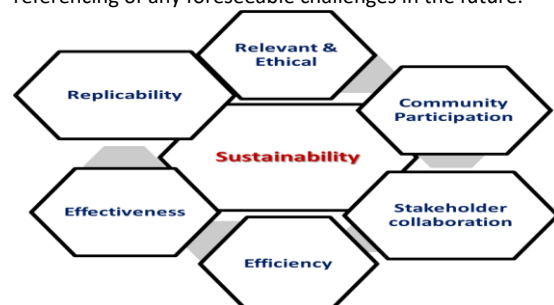 referencing of any foreseeable challenges in the future.
Relevant &
Ethical
Replicability
Community
Participation
Sustainability
Effectiveness
Stakeholder
collaboration
Efficiency